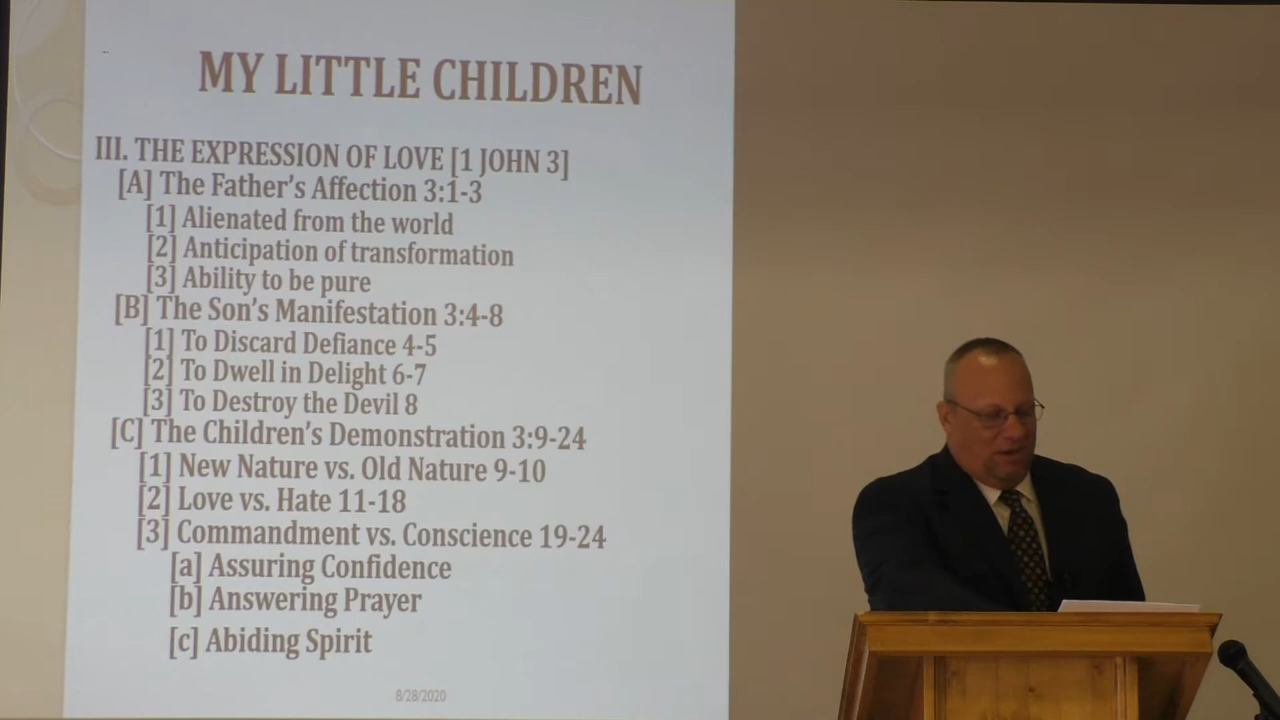 MY LITTLE CHILDREN
III. THE EXPRESSION OF LOVE [1 JOHN 3]
[A] The Father's Affection 3:1-3
[1] Alienated from the world
[2] Anticipation of transformation
[3] Ability to be pure
[B] The Son's Manifestation 3:4-8
[1] To Discard Defiance 4-5
[2] To Dwell in Delight 6-7
[3] To Destroy the Devil 8
[C] The Children's Demonstration 3:9-24
[1] New Nature vs. Old Nature 9-10
[2] Love vs. Hate 11-18
[3] Commandment vs. Conscience 19-24
[a] Assuring Confidence
[b] Answering Prayer
[c] Abiding Spirit
8/28/2020